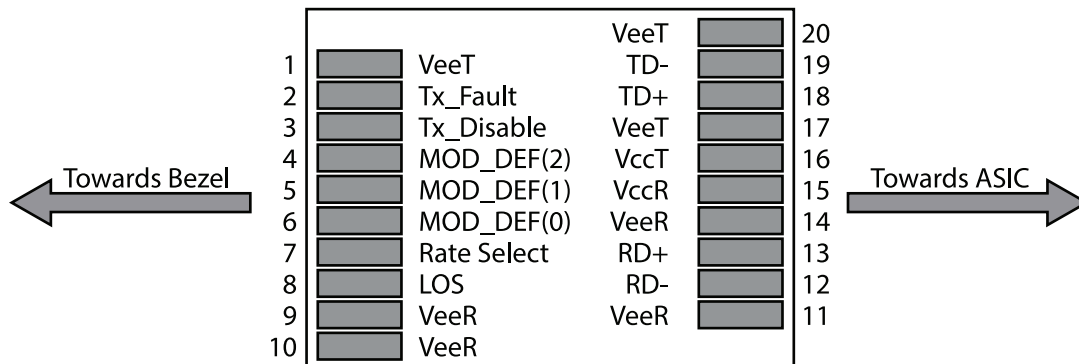 VeeT 20
1 VeeT TD- 19
2 Tx_Fault TD+ 18
3 Tx_Disable VeeT 17
4 MOD_DEF(2) VccT 16
Towards Bezel 5 MOD_DEF(1) VccR 15 Towards ASIC
6 MOD_DEF(0) VeeR 14
7 Rate Select RD+ 13
8 LOS RD- 12
9 VeeR VeeR 11
10 VeeR